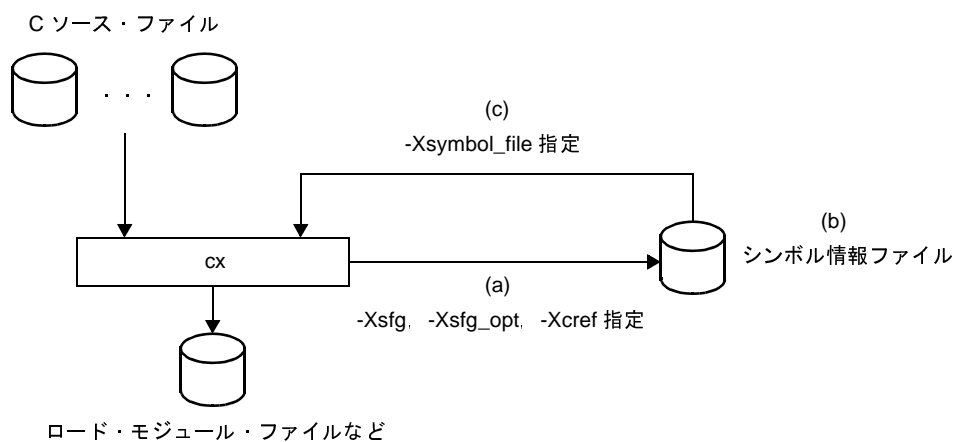 C ソース・ファイル
・・・
(c)
-Xsymbol_file 指定
(b)
シンボル情報ファイル
cx
(a)
-Xsfg, -Xsfg_opt, -Xcref 指定
ロード・モジュール・ファイルなど